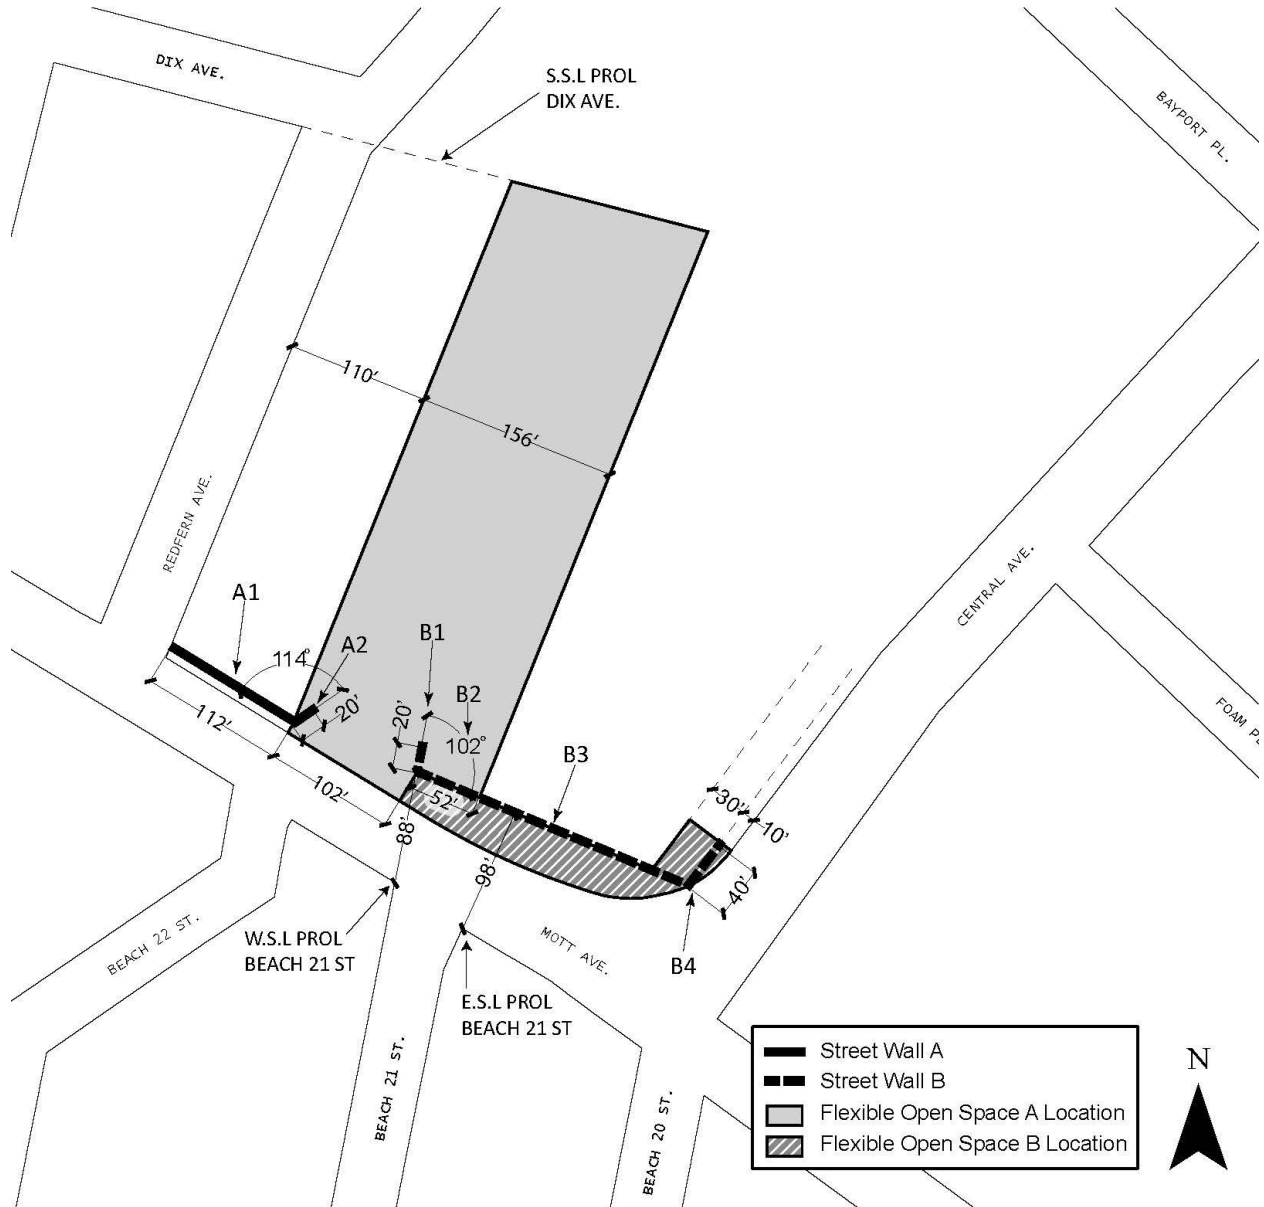 DIX AVE.
S.S.L PROL
DIX AVE.
BAYPORT PL.
110'
156'
REDFERN AVE.
CENTRAL AVE.
A1
114°
A2
20'
B1
B2
20'
102°
B3
112'
102'
52'
88'
98'
30'
10'
40'
FOAM PL
W.S.L PROL
BEACH 21 ST
E.S.L PROL
BEACH 21 ST
MOTT AVE.
B4
BEACH 22 ST.
BEACH 21 ST.
BEACH 20 ST.
Street Wall A
Street Wall B
Flexible Open Space A Location
Flexible Open Space B Location
N